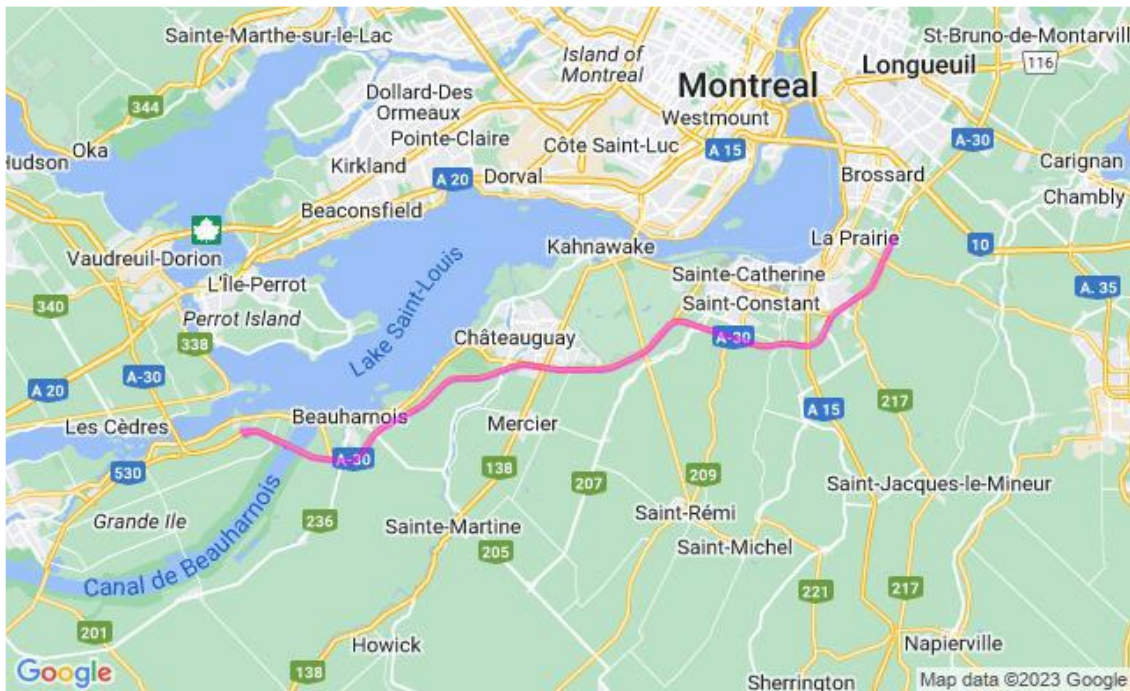 Sainte-Marthe-sur-le-Lac
St-Bruno-de-Montarvill
Island of
Montreal
Longueuil
116
344
Dollard-Des
Ormeaux
Montreal
Westmount
Pointe-Claire
Côte Saint-Luc
A 15
A-30
Hudson
Oka
Kirkland
A 20
Dorval
Brossard
Carignan
Chambly
Beaconsfield
Vaudreuil-Dorion
Kahnawake
La Prairie
10
L'Île-Perrot
Sainte-Catherine
340
Perrot Island
Lake Saint-Louis
Saint-Constant
A. 35
338
Châteauguay
A-30
A 20
A-30
217
Les Cèdres
Beauharnois
Mercier
A 15
530
A-30
138
207
209
Saint-Jacques-le-Mineur
Grande Ile
236
Sainte-Martine
205
Saint-Rémi
Saint-Michel
Canal de Beauharnois
221
217
201
Howick
Napierville
138
Sherrington
Google
Map data ©2023 Google